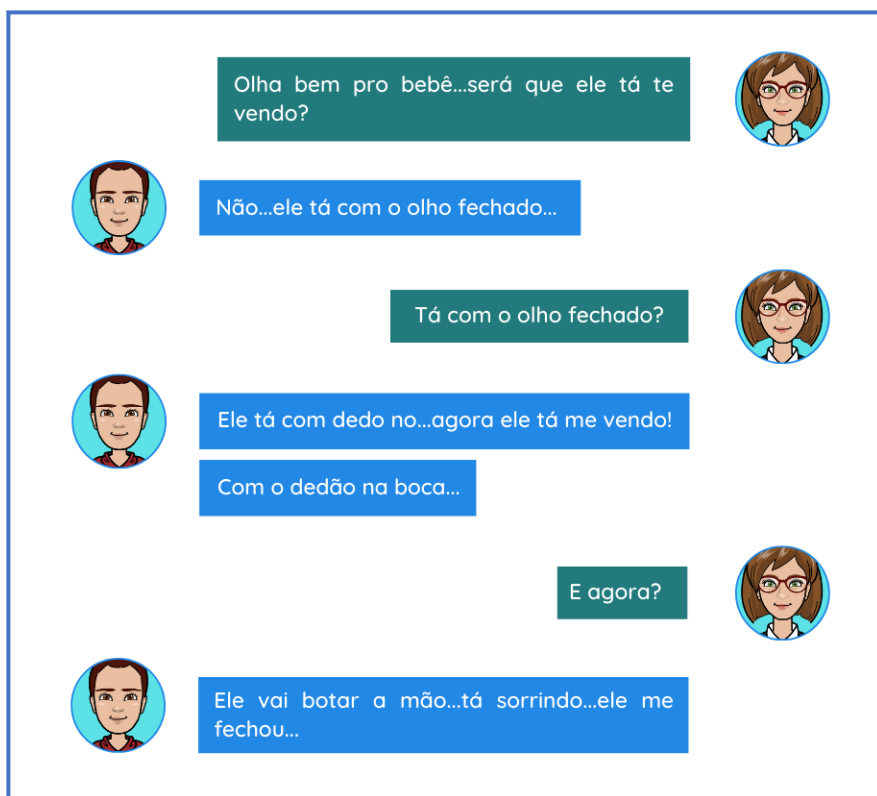 Olha bem pro bebê...será que ele tá te
vendo?
Não...ele tá com o olho fechado...
Tá com o olho fechado?
Ele tá com dedo no...agora ele tá me vendo!
Com o dedão na boca...
E agora?
Ele vai botar a mão...tá sorrindo...ele me
fechou...